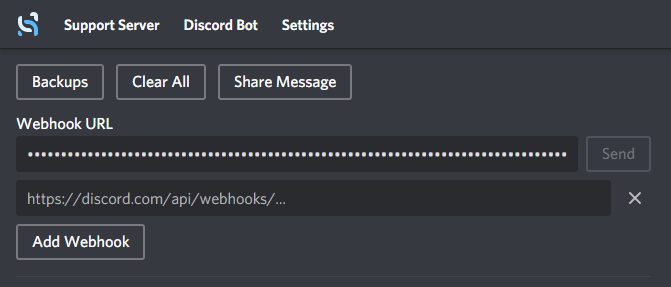 Support Server Discord Bot Settings
Backups Clear All Share Message
Webhook URL
Send
https://discord.com/api/webhooks/...
Add Webhook